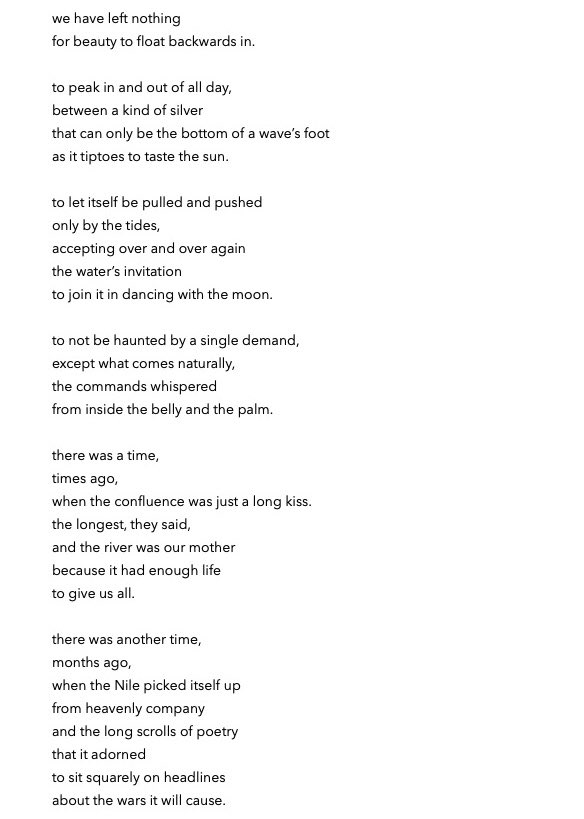 we have left nothing
for beauty to float backwards in.
to peak in and out of all day,
between a kind of silver
that can only be the bottom of a wave’s foot
as it tiptoes to taste the sun.
to let itself be pulled and pushed
only by the tides,
accepting over and over again
the water’s invitation
to join it in dancing with the moon.
to not be haunted by a single demand,
except what comes naturally,
the commands whispered
from inside the belly and the palm.
there was a time,
times ago,
when the confluence was just a long kiss.
the longest, they said,
and the river was our mother
because it had enough life
to give us all.
there was another time,
months ago,
when the Nile picked itself up
from heavenly company
and the long scrolls of poetry
that it adorned
to sit squarely on headlines
about the wars it will cause.